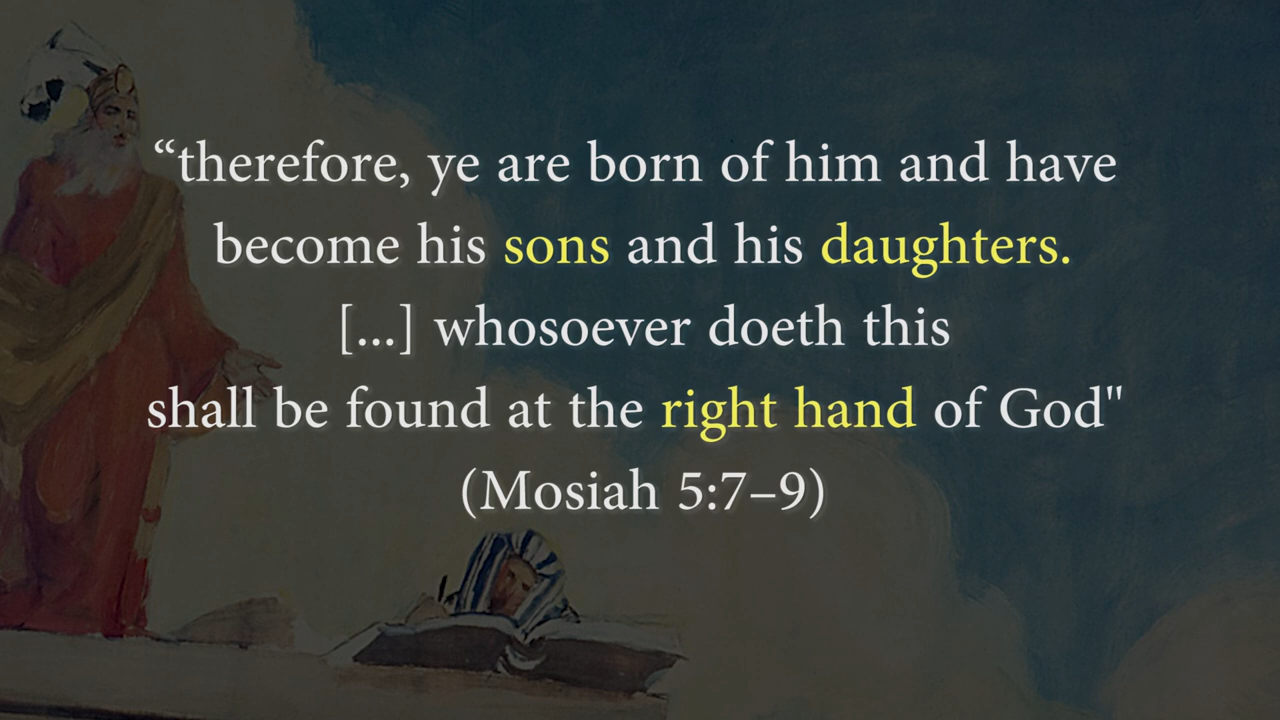 “therefore, ye are born of him and have
become his sons and his daughters.
[...] whosoever doeth this
shall be found at the right hand of God"
(Mosiah 5:7–9)